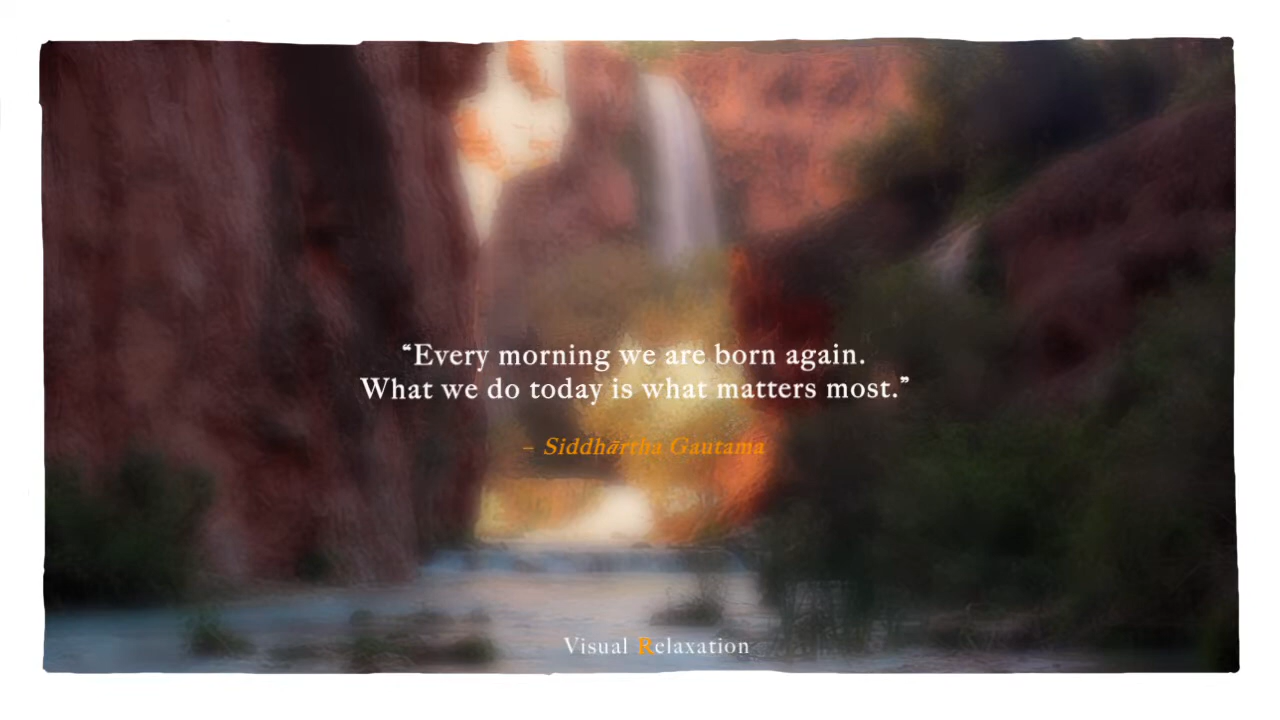 “Every morning we are born again.
What we do today is what matters most.”
– Siddhārtha Gautama
Visual Relaxation